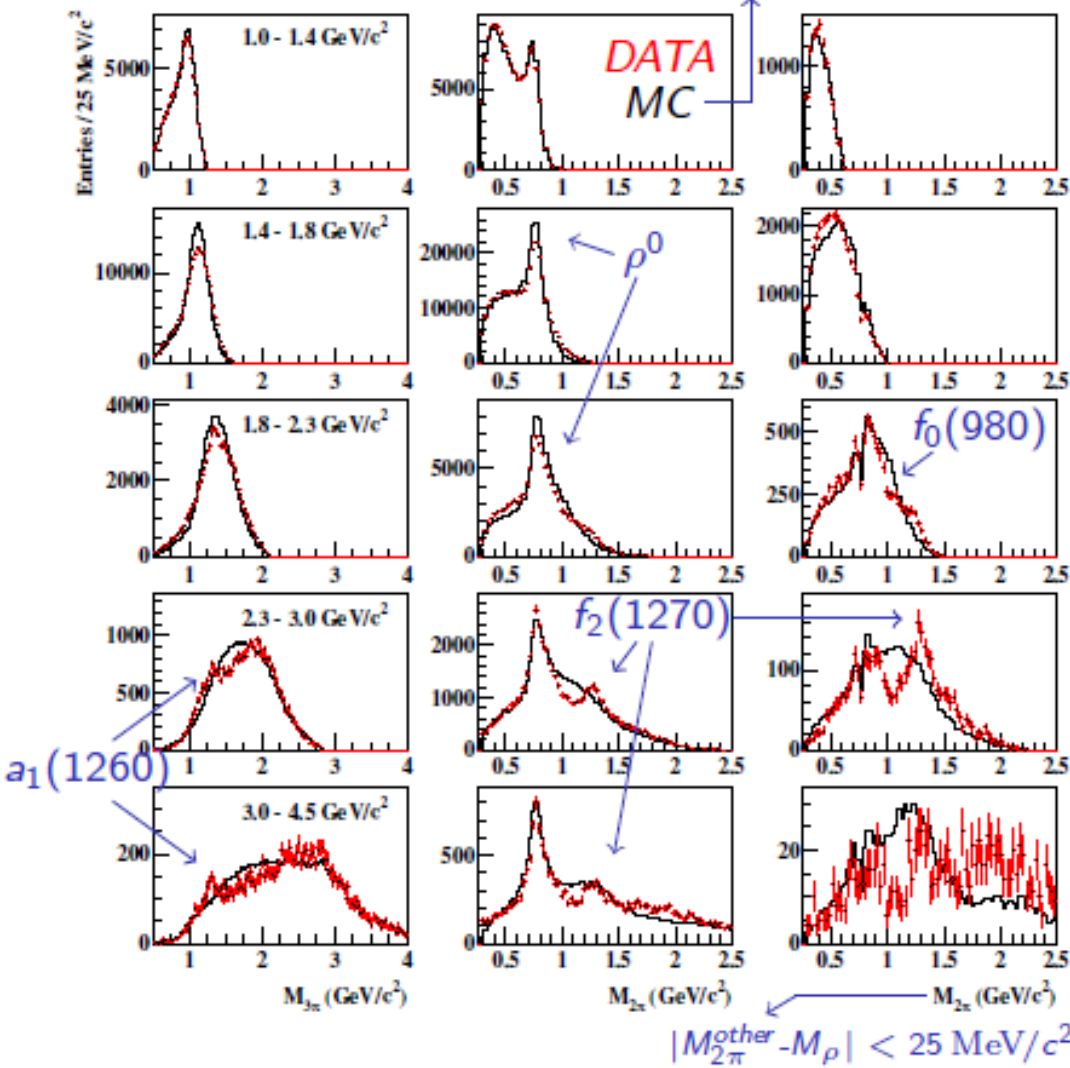 Entries / 25 MeV/c²
1.0 - 1.4 GeV/c²
5000
0
1 2 3 4
5000
0
0.5 1 1.5 2 2.5
DATA
MC
1000
0
0.5 1 1.5 2 2.5
1.4 - 1.8 GeV/c²
10000
0
1 2 3 4
20000
10000
0
0.5 1 1.5 2 2.5
ρ⁰
2000
1000
0
0.5 1 1.5 2 2.5
1.8 - 2.3 GeV/c²
4000
2000
0
1 2 3 4
5000
0
0.5 1 1.5 2 2.5
500
250
0
0.5 1 1.5 2 2.5
f₀(980)
2.3 - 3.0 GeV/c²
1000
500
0
1 2 3 4
2000
1000
0
0.5 1 1.5 2 2.5
f₂(1270)
100
0
0.5 1 1.5 2 2.5
a₁(1260)
3.0 - 4.5 GeV/c²
200
0
1 2 3 4
M₃π (GeV/c²)
500
0
0.5 1 1.5 2 2.5
M₂π (GeV/c²)
20
0
0.5 1 1.5 2 2.5
M₂π (GeV/c²)
|M₂π^other-Mρ| < 25 MeV/c²